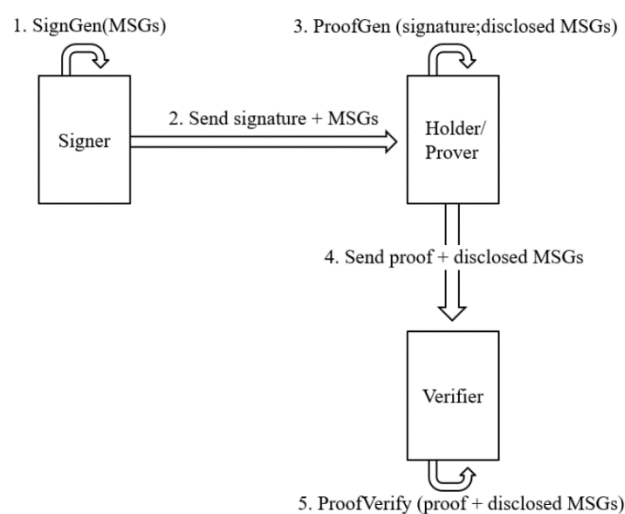 1. SignGen(MSGs)
3. ProofGen (signature;disclosed MSGs)
2. Send signature + MSGs
Signer
Holder/
Prover
4. Send proof + disclosed MSGs
Verifier
5. ProofVerify (proof + disclosed MSGs)